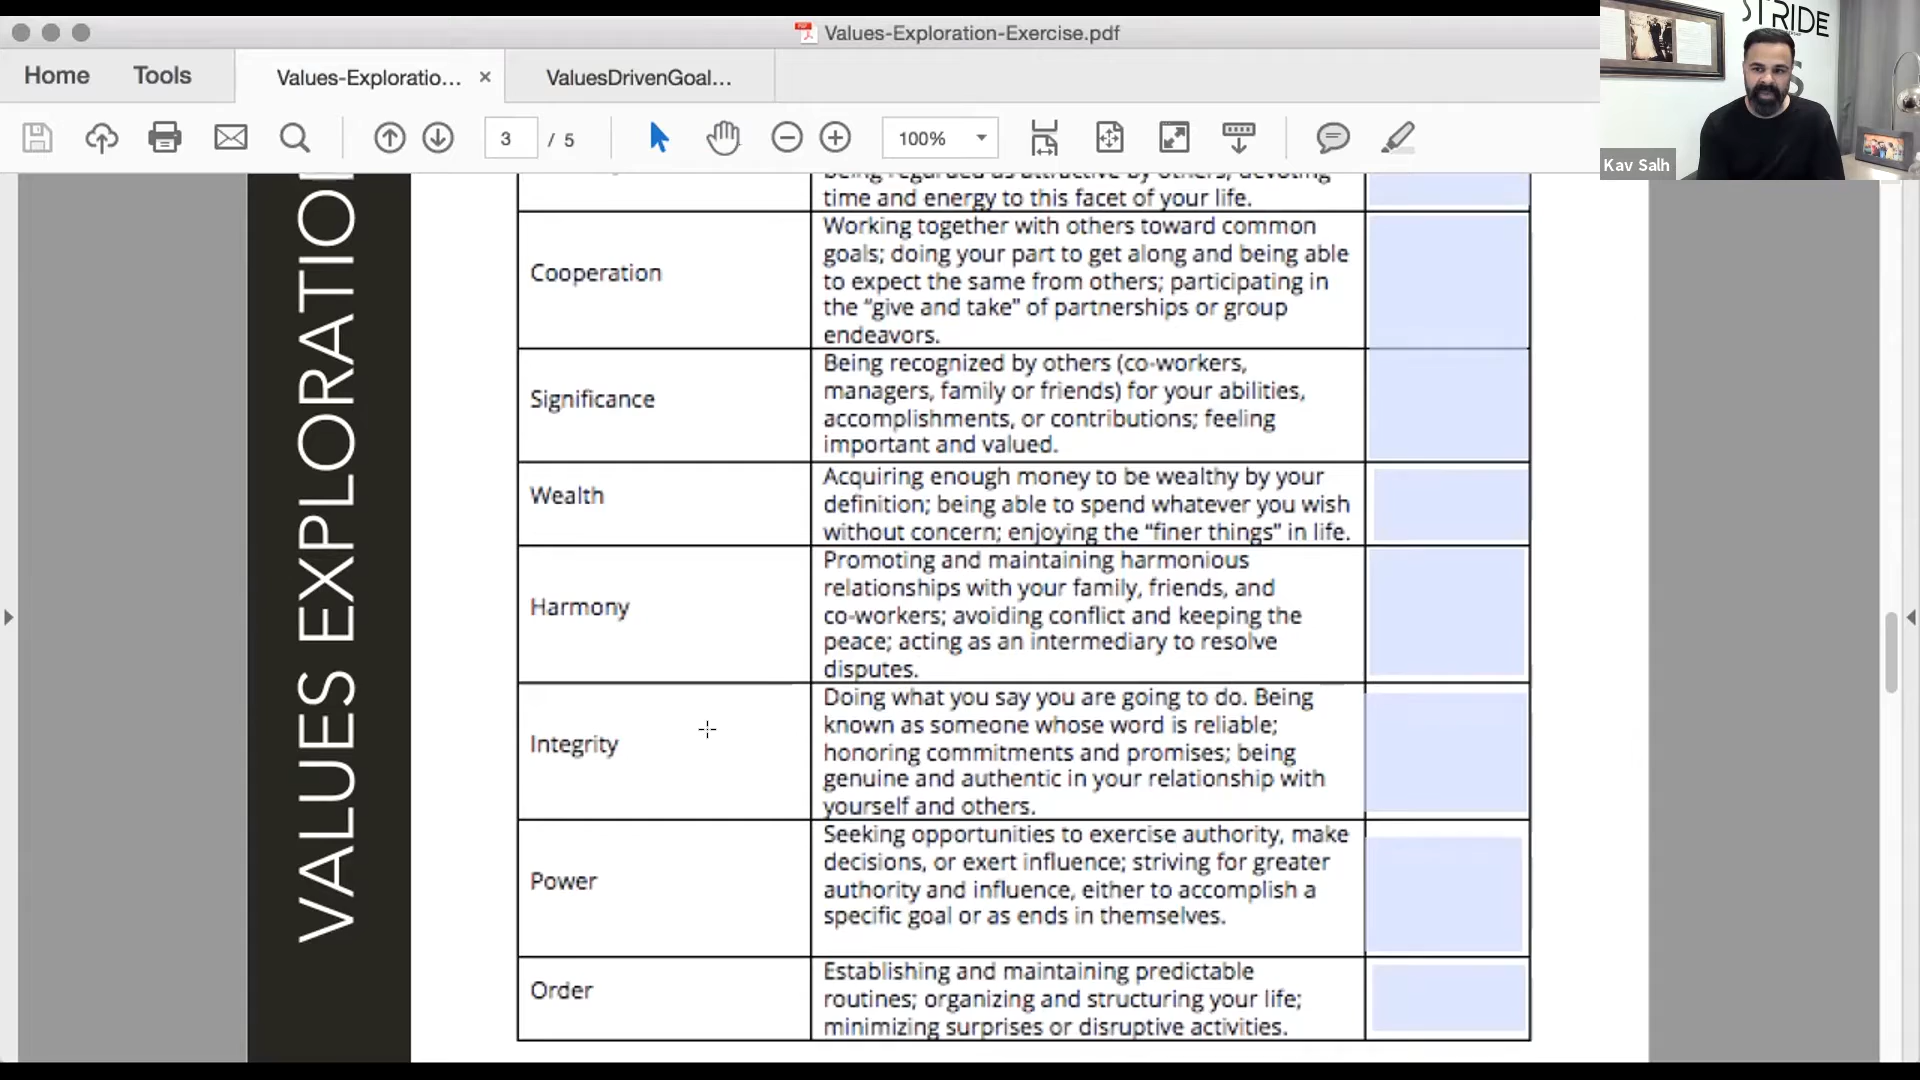 Values-Exploration-Exercise.pdf
STRIDE
S
Home
Tools
Values-Exploratio... ×
ValuesDrivenGoal...
3 / 5
100%
Kav Salh
VALUES EXPLORATIO
being regarded as attractive by others; devoting
time and energy to this facet of your life.
Cooperation
Working together with others toward common
goals; doing your part to get along and being able
to expect the same from others; participating in
the “give and take” of partnerships or group
endeavors.
Significance
Being recognized by others (co-workers,
managers, family or friends) for your abilities,
accomplishments, or contributions; feeling
important and valued.
Wealth
Acquiring enough money to be wealthy by your
definition; being able to spend whatever you wish
without concern; enjoying the “finer things” in life.
Harmony
Promoting and maintaining harmonious
relationships with your family, friends, and
co-workers; avoiding conflict and keeping the
peace; acting as an intermediary to resolve
disputes.
Integrity
Doing what you say you are going to do. Being
known as someone whose word is reliable;
honoring commitments and promises; being
genuine and authentic in your relationship with
yourself and others.
Power
Seeking opportunities to exercise authority, make
decisions, or exert influence; striving for greater
authority and influence, either to accomplish a
specific goal or as ends in themselves.
Order
Establishing and maintaining predictable
routines; organizing and structuring your life;
minimizing surprises or disruptive activities.